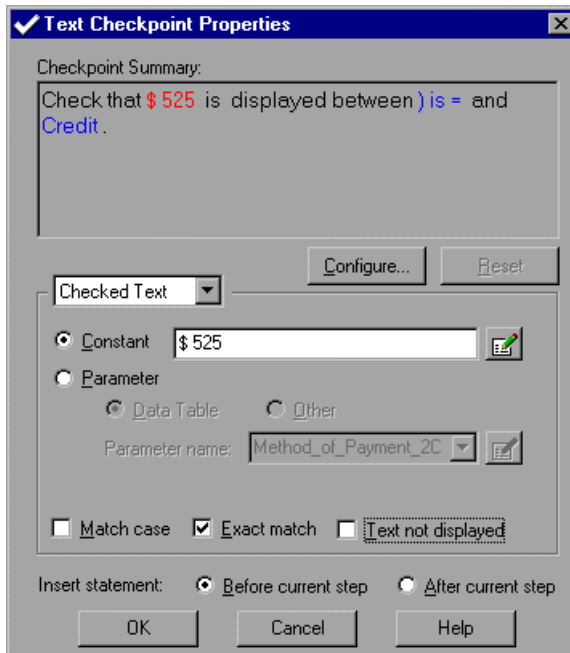 Text Checkpoint Properties
Checkpoint Summary:
Check that $ 525 is displayed between ) is = and
Credit .
Configure... Reset
Checked Text
Constant $ 525
Parameter
Data Table Other
Parameter name: Method_of_Payment_2C
Match case Exact match Text not displayed
Insert statement: Before current step After current step
OK Cancel Help